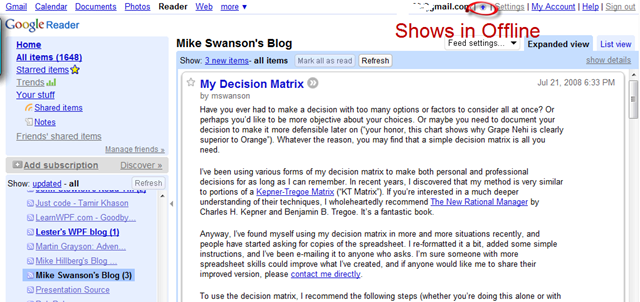 Gmail Calendar Documents Photos Reader Web more ▼
@gmail.com | | Settings | My Account | Help | Sign out
Shows in Offline
Google Reader
Home
All items (1648)
Starred items
Trends
Your stuff
Shared items
Notes
Friends' shared items
Manage friends »
Add subscription
Discover »
Show: updated - all
Refresh
Just code - Tamir Khason
LearnWPF.com - Goodby...
Lester's WPF blog (1)
Martin Grayson: Adven...
Mike Hillberg's Blog ...
Mike Swanson's Blog (3)
Presentation Source
Mike Swanson's Blog
Feed settings...
Expanded view
List view
Show: 3 new items - all items
Mark all as read
Refresh
show details
My Decision Matrix
Jul 21, 2008 6:33 PM
by mswanson
Have you ever had to make a decision with too many options or factors to consider all at once? Or
perhaps you'd like to be more objective about your choices. Or maybe you need to document your
decision to make it more defensible later on ("your honor, this chart shows why Grape Nehi is clearly
superior to Orange"). Whatever the reason, you may find that a simple decision matrix is all you
need.
I've been using various forms of my decision matrix to make both personal and professional
decisions for as long as I can remember. In recent years, I discovered that my method is very similar
to portions of a Kepner-Tregoe Matrix ("KT Matrix"). If you're interested in a much deeper
understanding of their techniques, I wholeheartedly recommend The New Rational Manager by
Charles H. Kepner and Benjamin B. Tregoe. It's a fantastic book.
Anyway, I've found myself using my decision matrix in more and more situations recently, and
people have started asking for copies of the spreadsheet. I re-formatted it a bit, added some simple
instructions, and I've been e-mailing it to anyone who asks. I'm sure someone with more
spreadsheet skills could improve what I've created, and if anyone would like to share their
improved version, please contact me directly.
To use the decision matrix, I recommend the following steps (whether you're doing this alone or with